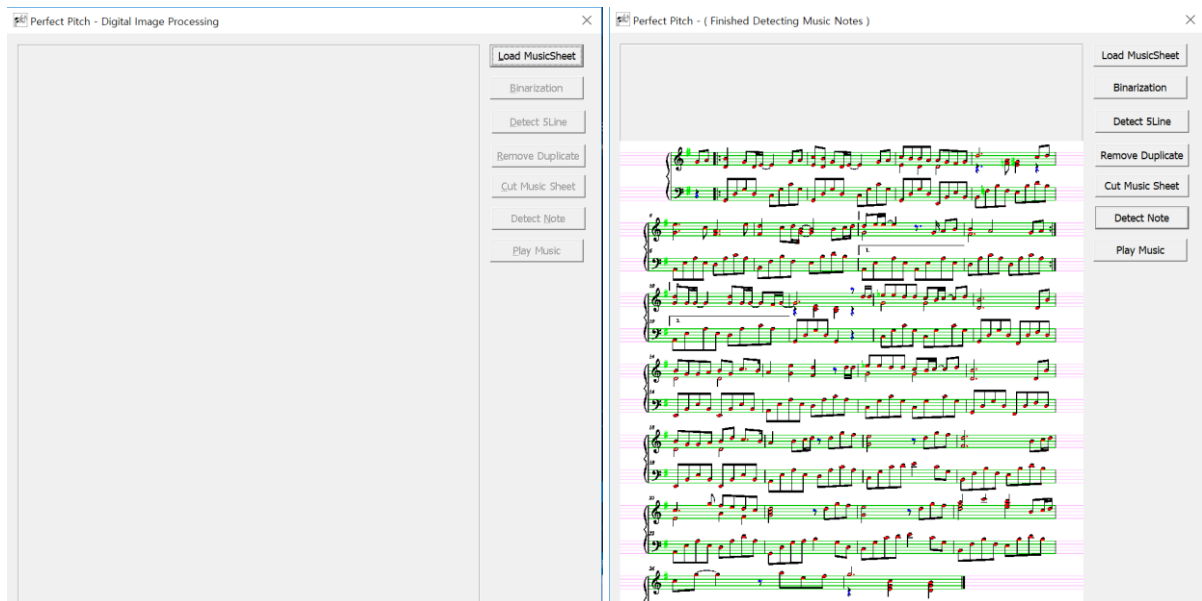 Perfect Pitch - Digital Image Processing
Load MusicSheet
Binarization
Detect 5Line
Remove Duplicate
Cut Music Sheet
Detect Note
Play Music
Perfect Pitch - ( Finished Detecting Music Notes )
Load MusicSheet
Binarization
Detect 5Line
Remove Duplicate
Cut Music Sheet
Detect Note
Play Music
1.
2.